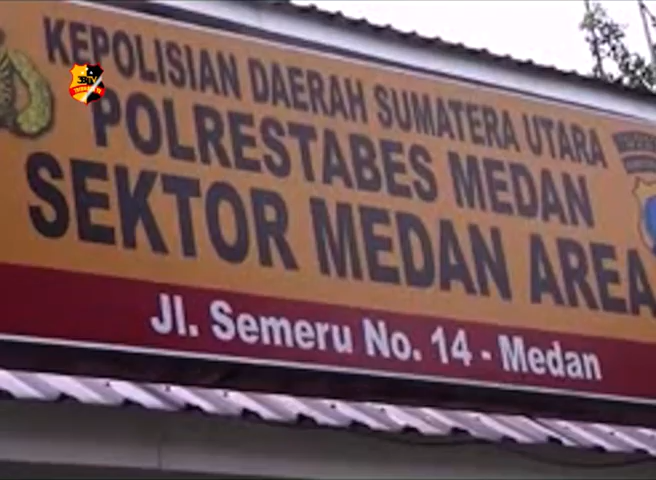 KEPOLISIAN DAERAH SUMATERA UTARA
POLRESTABES MEDAN
SEKTOR MEDAN AREA
Jl. Semeru No. 14 - Medan